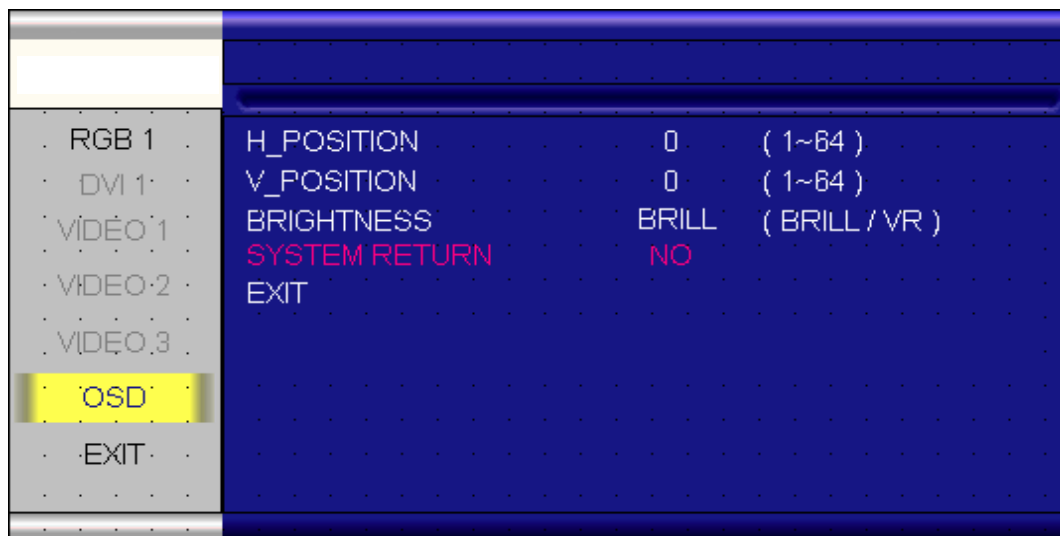 RGB 1
DVI 1
VIDEO 1
VIDEO 2
VIDEO 3
OSD
EXIT
H_POSITION 0 ( 1~64 )
V_POSITION 0 ( 1~64 )
BRIGHTNESS BRILL ( BRILL / VR )
SYSTEM RETURN NO
EXIT